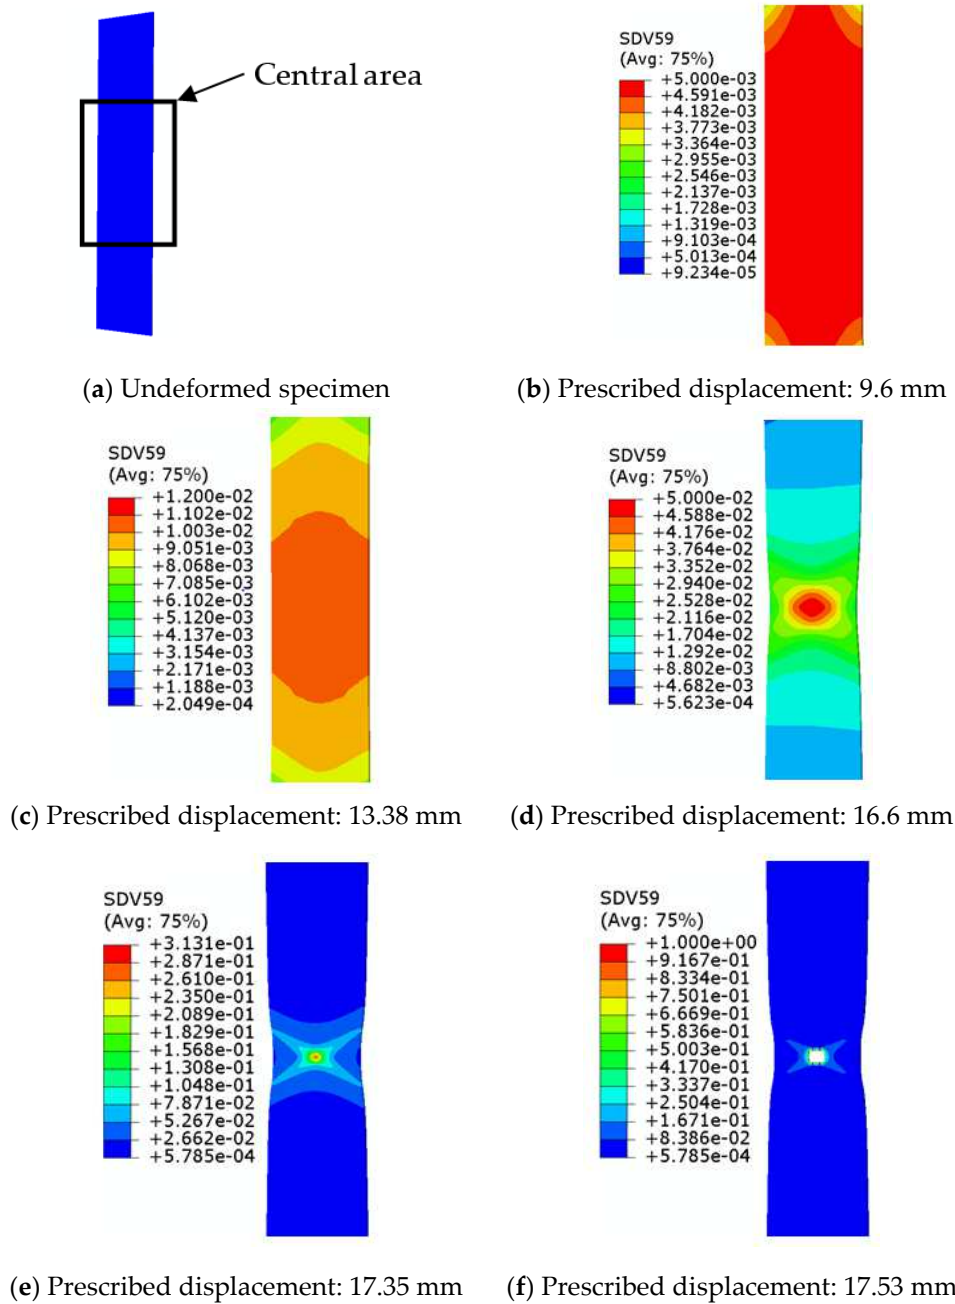 Central area
SDV59
(Avg: 75%)
+5.000e-03
+4.591e-03
+4.182e-03
+3.773e-03
+3.364e-03
+2.955e-03
+2.546e-03
+2.137e-03
+1.728e-03
+1.319e-03
+9.103e-04
+5.013e-04
+9.234e-05
(a) Undeformed specimen
(b) Prescribed displacement: 9.6 mm
SDV59
(Avg: 75%)
+1.200e-02
+1.102e-02
+1.003e-02
+9.051e-03
+8.068e-03
+7.085e-03
+6.102e-03
+5.120e-03
+4.137e-03
+3.154e-03
+2.171e-03
+1.188e-03
+2.049e-04
SDV59
(Avg: 75%)
+5.000e-02
+4.588e-02
+4.176e-02
+3.764e-02
+3.352e-02
+2.940e-02
+2.528e-02
+2.116e-02
+1.704e-02
+1.292e-02
+8.802e-03
+4.682e-03
+5.623e-04
(c) Prescribed displacement: 13.38 mm
(d) Prescribed displacement: 16.6 mm
SDV59
(Avg: 75%)
+3.131e-01
+2.871e-01
+2.610e-01
+2.350e-01
+2.089e-01
+1.829e-01
+1.568e-01
+1.308e-01
+1.048e-01
+7.871e-02
+5.267e-02
+2.662e-02
+5.785e-04
SDV59
(Avg: 75%)
+1.000e+00
+9.167e-01
+8.334e-01
+7.501e-01
+6.669e-01
+5.836e-01
+5.003e-01
+4.170e-01
+3.337e-01
+2.504e-01
+1.671e-01
+8.386e-02
+5.785e-04
(e) Prescribed displacement: 17.35 mm
(f) Prescribed displacement: 17.53 mm